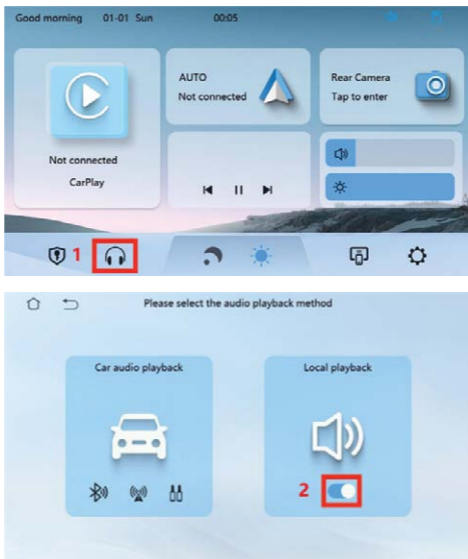 Good morning 01-01 Sun 00:05
AUTO
Not connected
Rear Camera
Tap to enter
Not connected
CarPlay
1
Please select the audio playback method
Car audio playback
Local playback
2